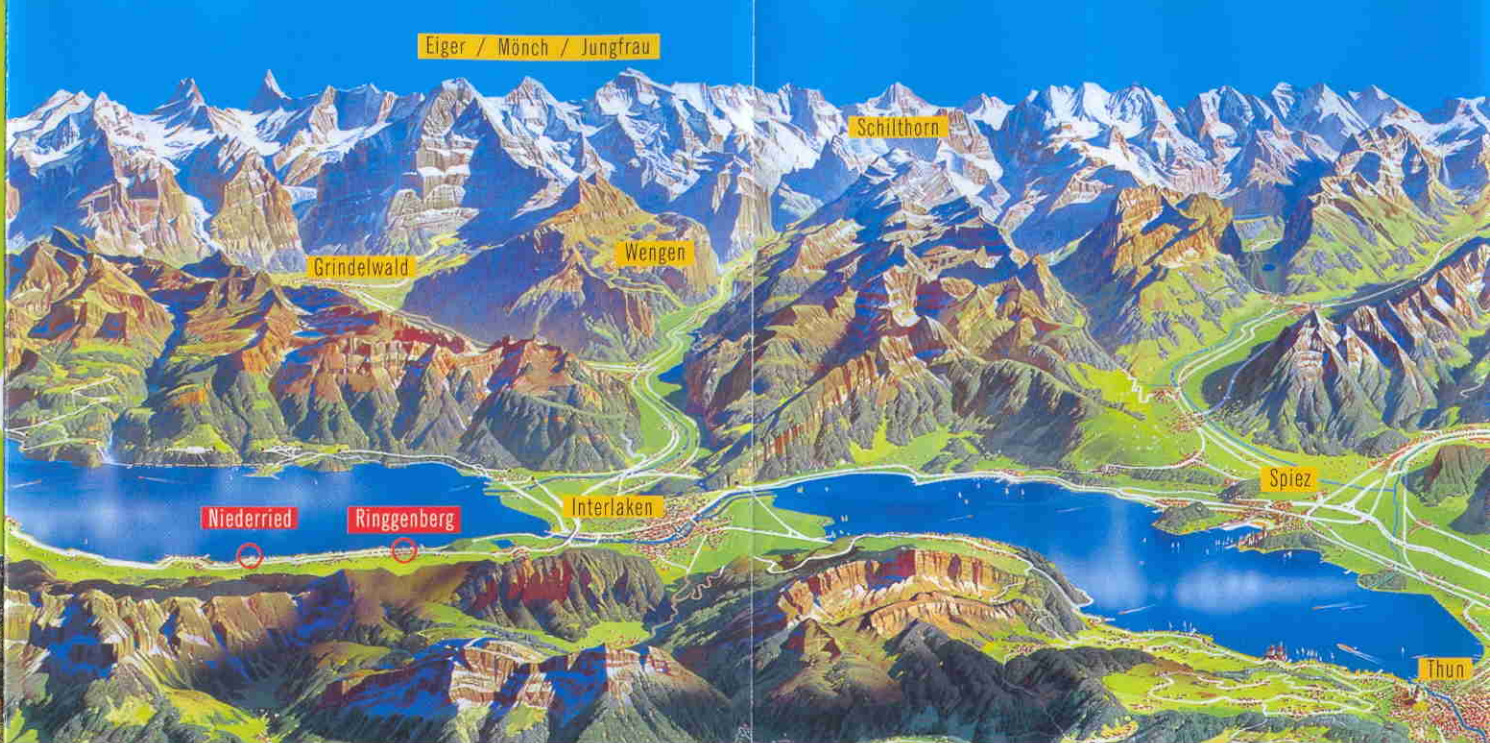 Eiger / Mönch / Jungfrau
Schilthorn
Wengen
Grindelwald
Spiez
Interlaken
Niederried
Ringgenberg
Thun